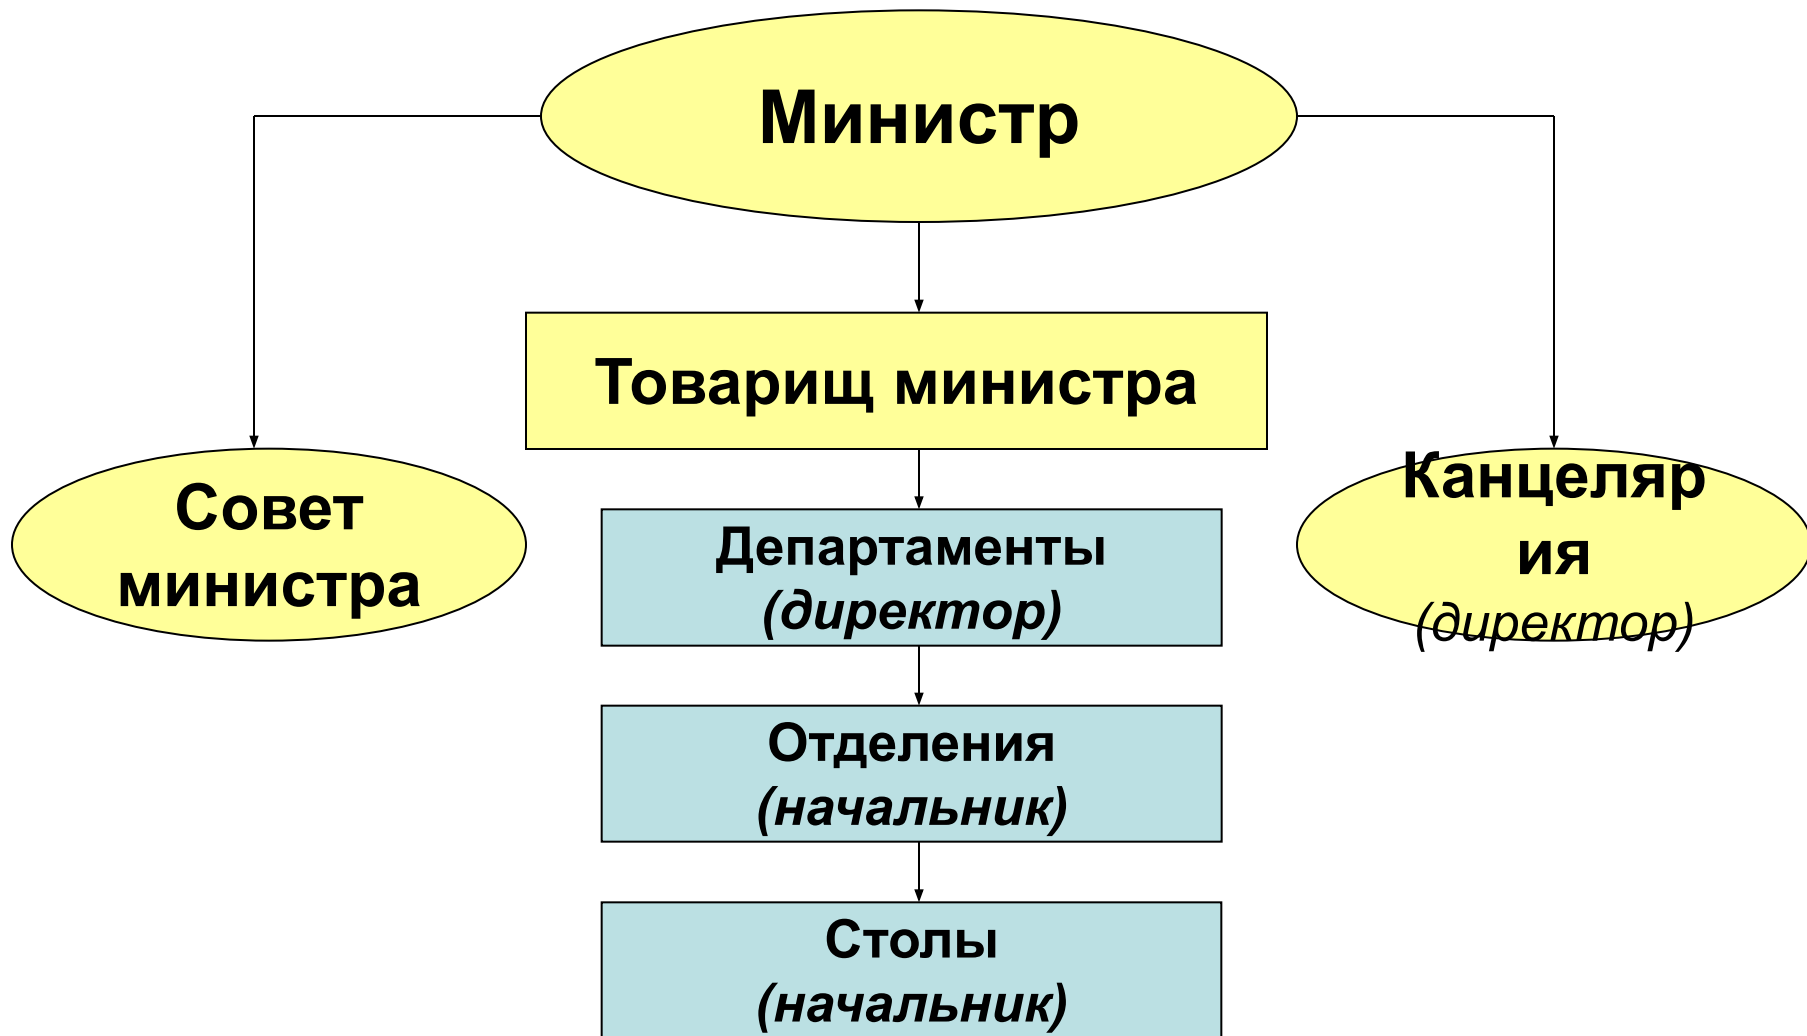 Министр
Товарищ министра
Совет
министра
Канцеляр
ия
(директор)
Департаменты
(директор)
Отделения
(начальник)
Столы
(начальник)